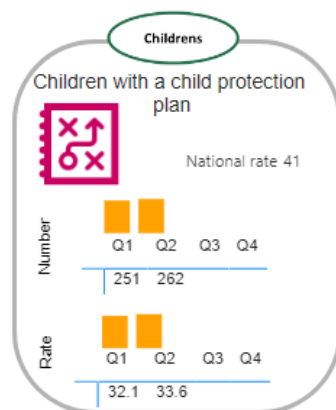 Childrens
Children with a child protection
plan
National rate 41
Number
Q1 Q2 Q3 Q4
251 262
Rate
Q1 Q2 Q3 Q4
32.1 33.6